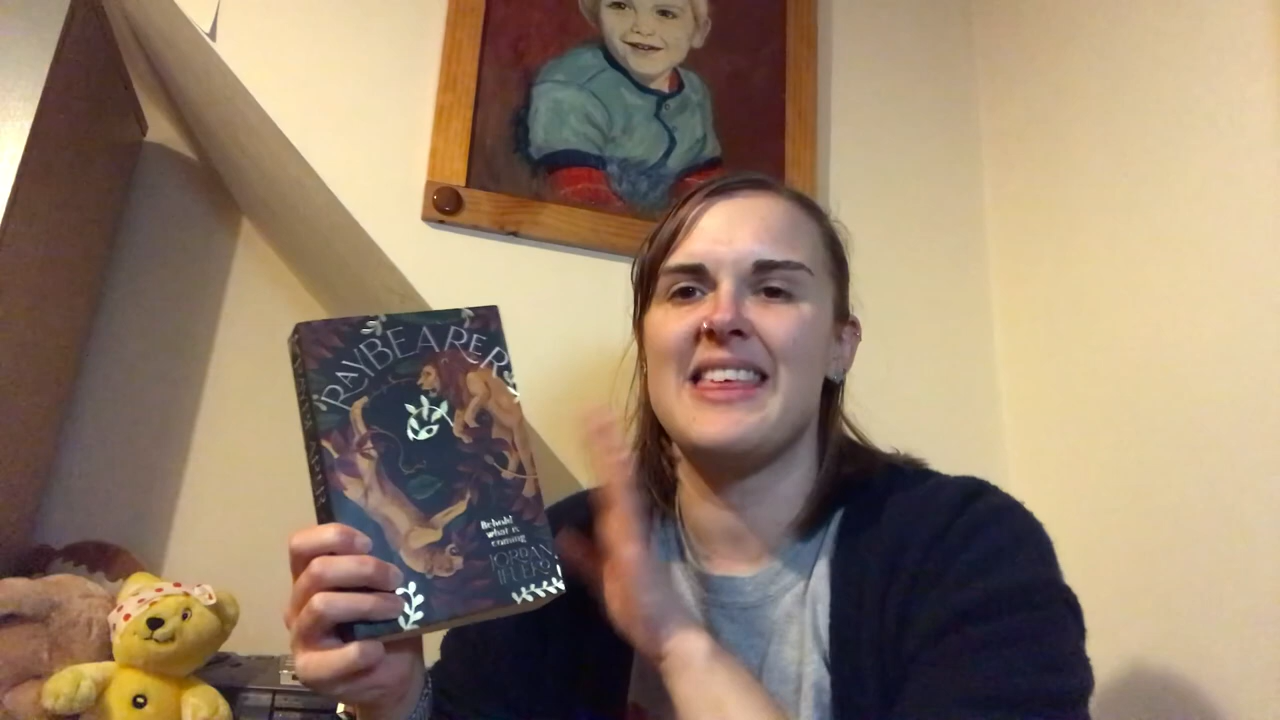 RAYBEARER
Behold
what is
coming
JORDAN
IFUEKO